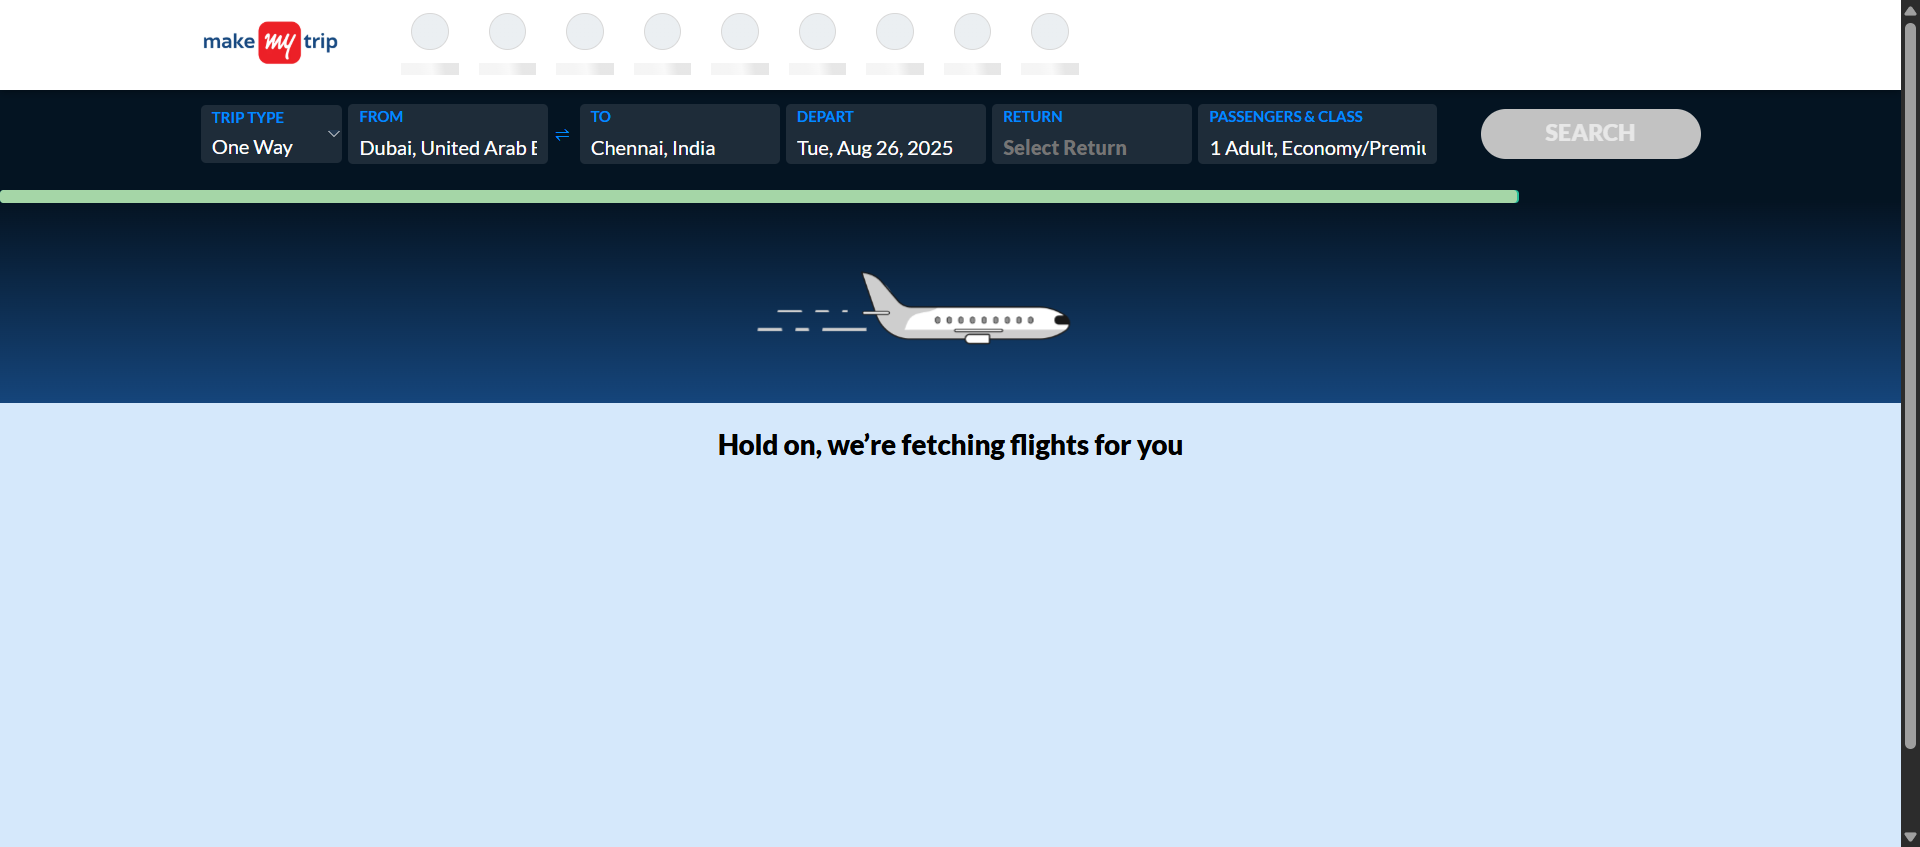 make my trip
TRIP TYPE
One Way
FROM
Dubai, United Arab E
⇌
TO
Chennai, India
DEPART
Tue, Aug 26, 2025
RETURN
Select Return
PASSENGERS & CLASS
1 Adult, Economy/Premiu
SEARCH
Hold on, we’re fetching flights for you